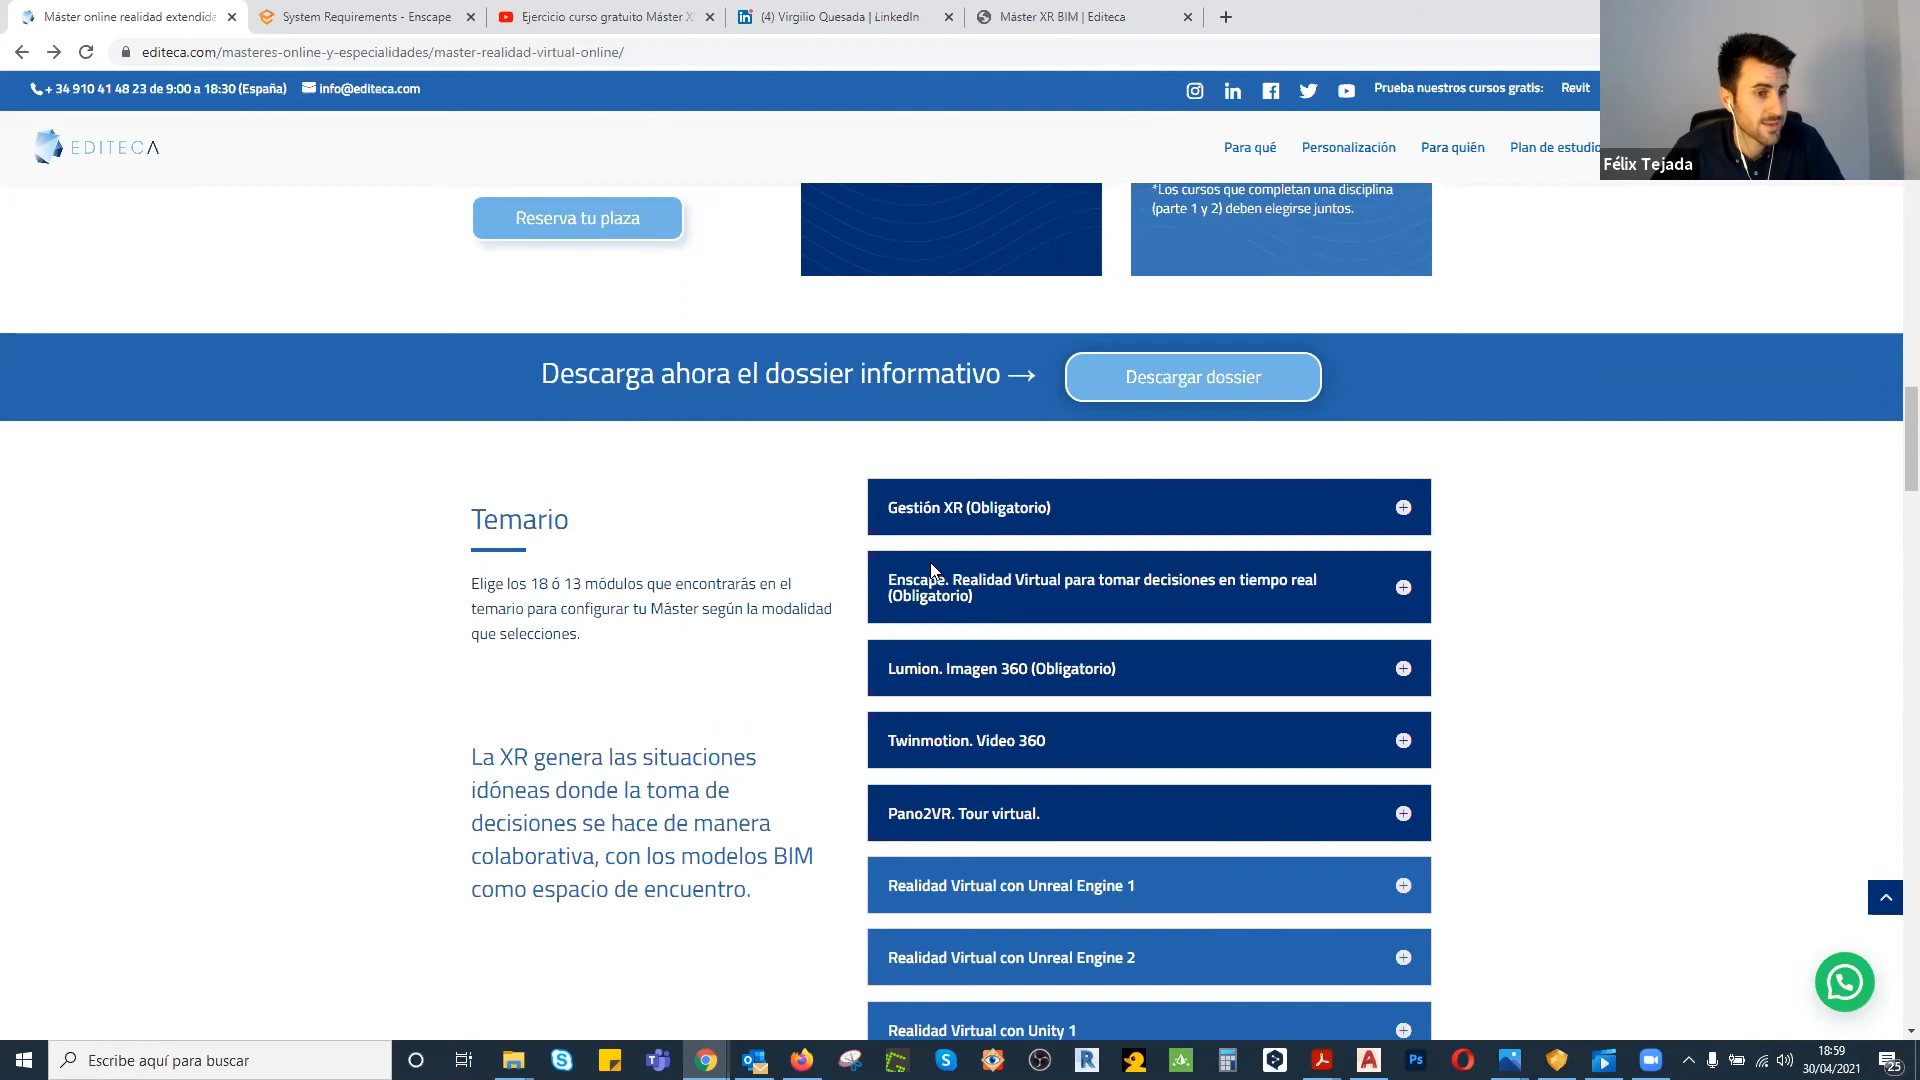 Máster online realidad extendida
System Requirements - Enscape
Ejercicio curso gratuito Máster X
(4) Virgilio Quesada | LinkedIn
Máster XR BIM | Editeca
editeca.com/masteres-online-y-especialidades/master-realidad-virtual-online/
+ 34 910 41 48 23 de 9:00 a 18:30 (España)
info@editeca.com
Prueba nuestros cursos gratis:
Revit
EDITECA
Para qué
Personalización
Para quién
Plan de estudio
Félix Tejada
*Los cursos que completan una disciplina
(parte 1 y 2) deben elegirse juntos.
Reserva tu plaza
Descarga ahora el dossier informativo →
Descargar dossier
Temario
Elige los 18 ó 13 módulos que encontrarás en el
temario para configurar tu Máster según la modalidad
que selecciones.
La XR genera las situaciones
idóneas donde la toma de
decisiones se hace de manera
colaborativa, con los modelos BIM
como espacio de encuentro.
Gestión XR (Obligatorio)
Enscape. Realidad Virtual para tomar decisiones en tiempo real
(Obligatorio)
Lumion. Imagen 360 (Obligatorio)
Twinmotion. Video 360
Pano2VR. Tour virtual.
Realidad Virtual con Unreal Engine 1
Realidad Virtual con Unreal Engine 2
Realidad Virtual con Unity 1
Escribe aquí para buscar
18:59
30/04/2021
25